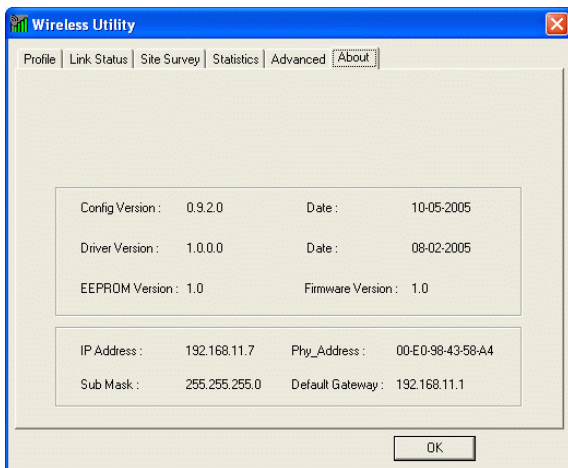 Wireless Utility
Profile Link Status Site Survey Statistics Advanced About
Config Version : 0.9.2.0 Date : 10-05-2005
Driver Version : 1.0.0.0 Date : 08-02-2005
EEPROM Version : 1.0 Firmware Version : 1.0
IP Address : 192.168.11.7 Phy_Address : 00-E0-98-43-58-A4
Sub Mask : 255.255.255.0 Default Gateway : 192.168.11.1
OK